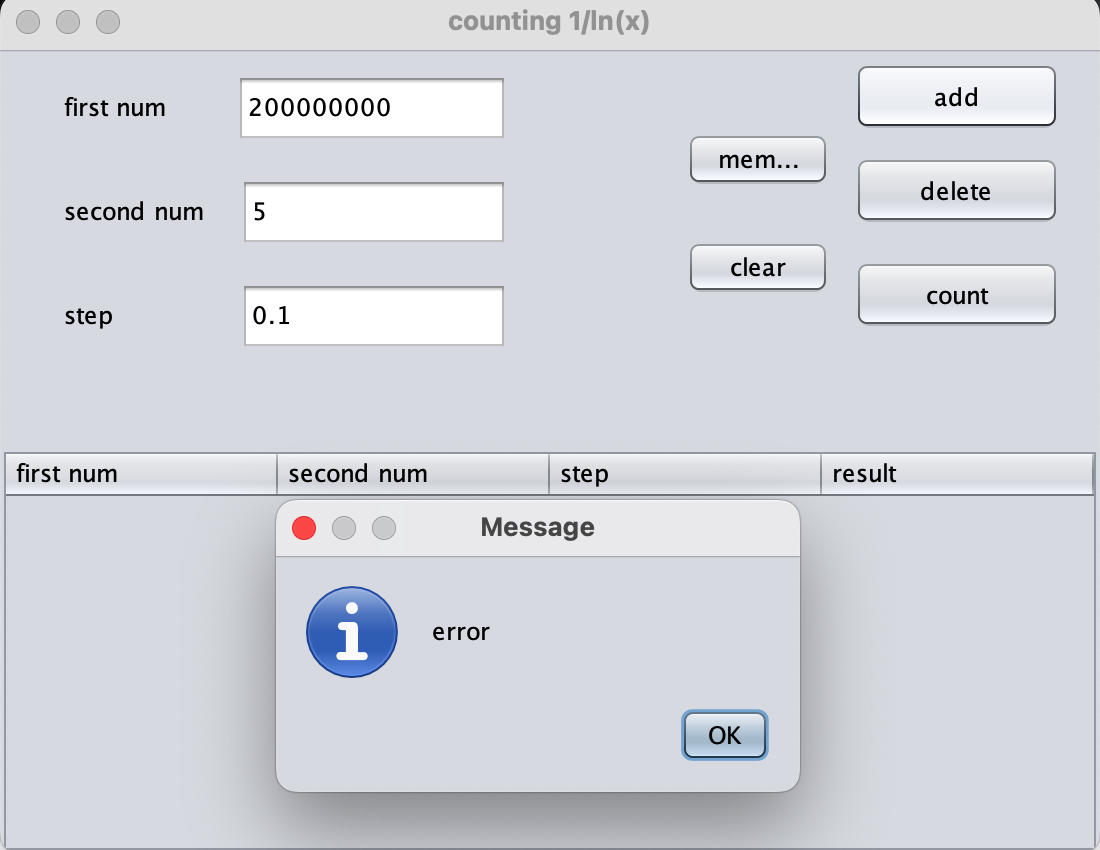 counting 1/ln(x)
first num
200000000
add
mem...
second num
5
delete
clear
step
0.1
count
first num
second num
step
result
Message
error
OK